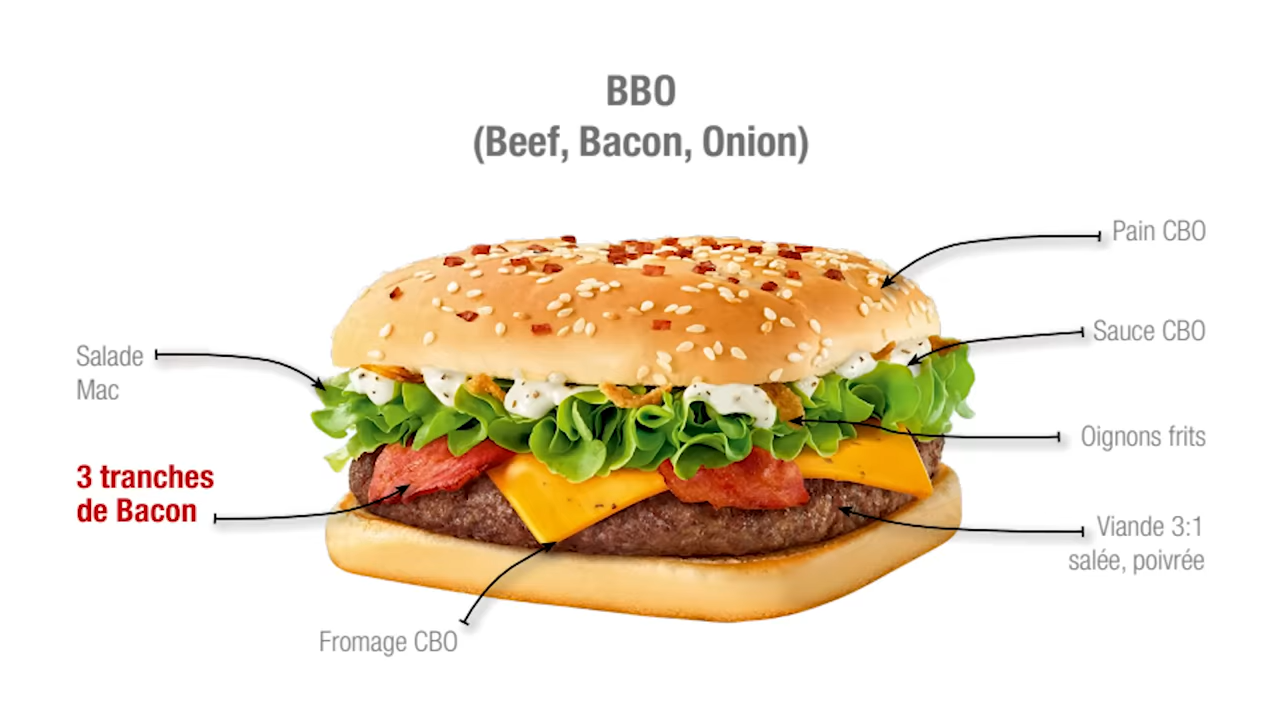 BBO
(Beef, Bacon, Onion)
Pain CBO
Sauce CBO
Salade
Mac
Oignons frits
3 tranches
de Bacon
Viande 3:1
salée, poivrée
Fromage CBO